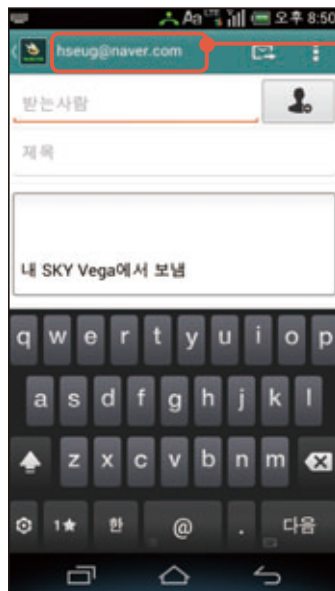 Aa LTE 오후 8:50
hseug@naver.com
받는사람
제목
내 SKY Vega에서 보냄
q w e r t y u i o p
a s d f g h j k l
z x c v b n m
1★ 한 @ . 다음